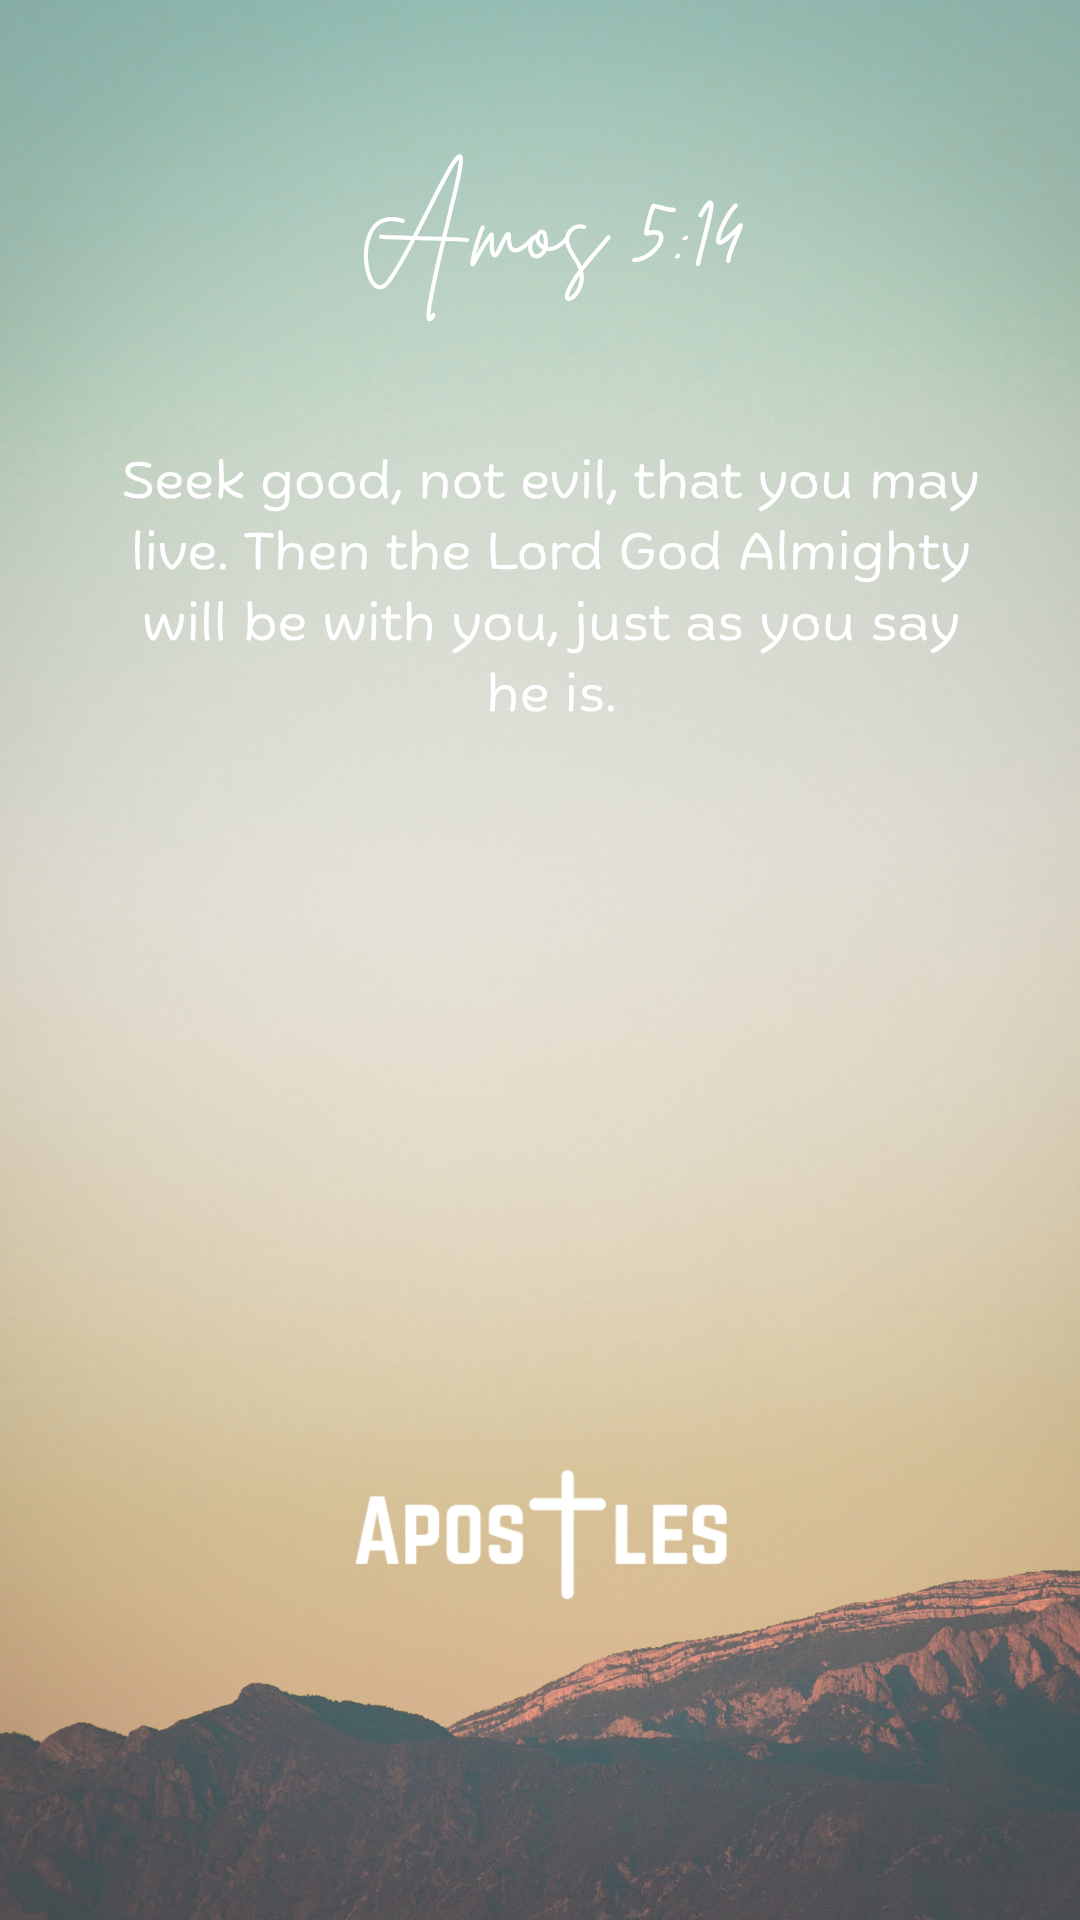 Amos 5:14
Seek good, not evil, that you may
live. Then the Lord God Almighty
will be with you, just as you say
he is.
APOSTLES